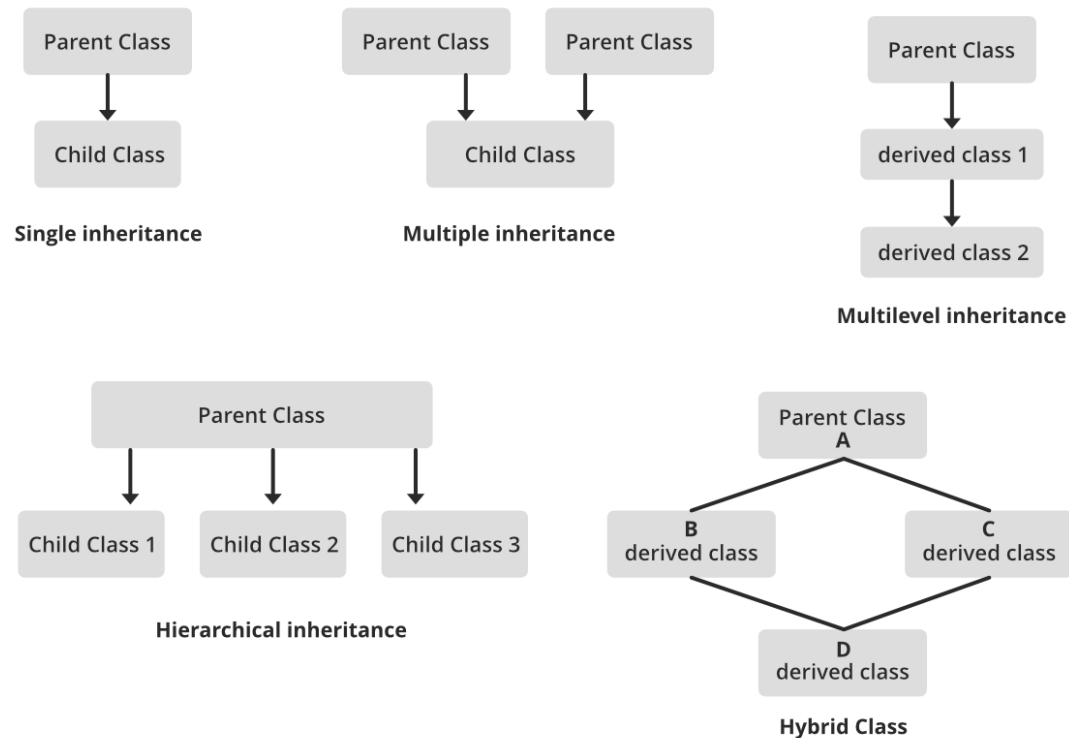 Parent Class
Child Class
Single inheritance
Parent Class
Parent Class
Child Class
Multiple inheritance
Parent Class
derived class 1
derived class 2
Multilevel inheritance
Parent Class
Child Class 1
Child Class 2
Child Class 3
Hierarchical inheritance
Parent Class
A
B
derived class
C
derived class
D
derived class
Hybrid Class